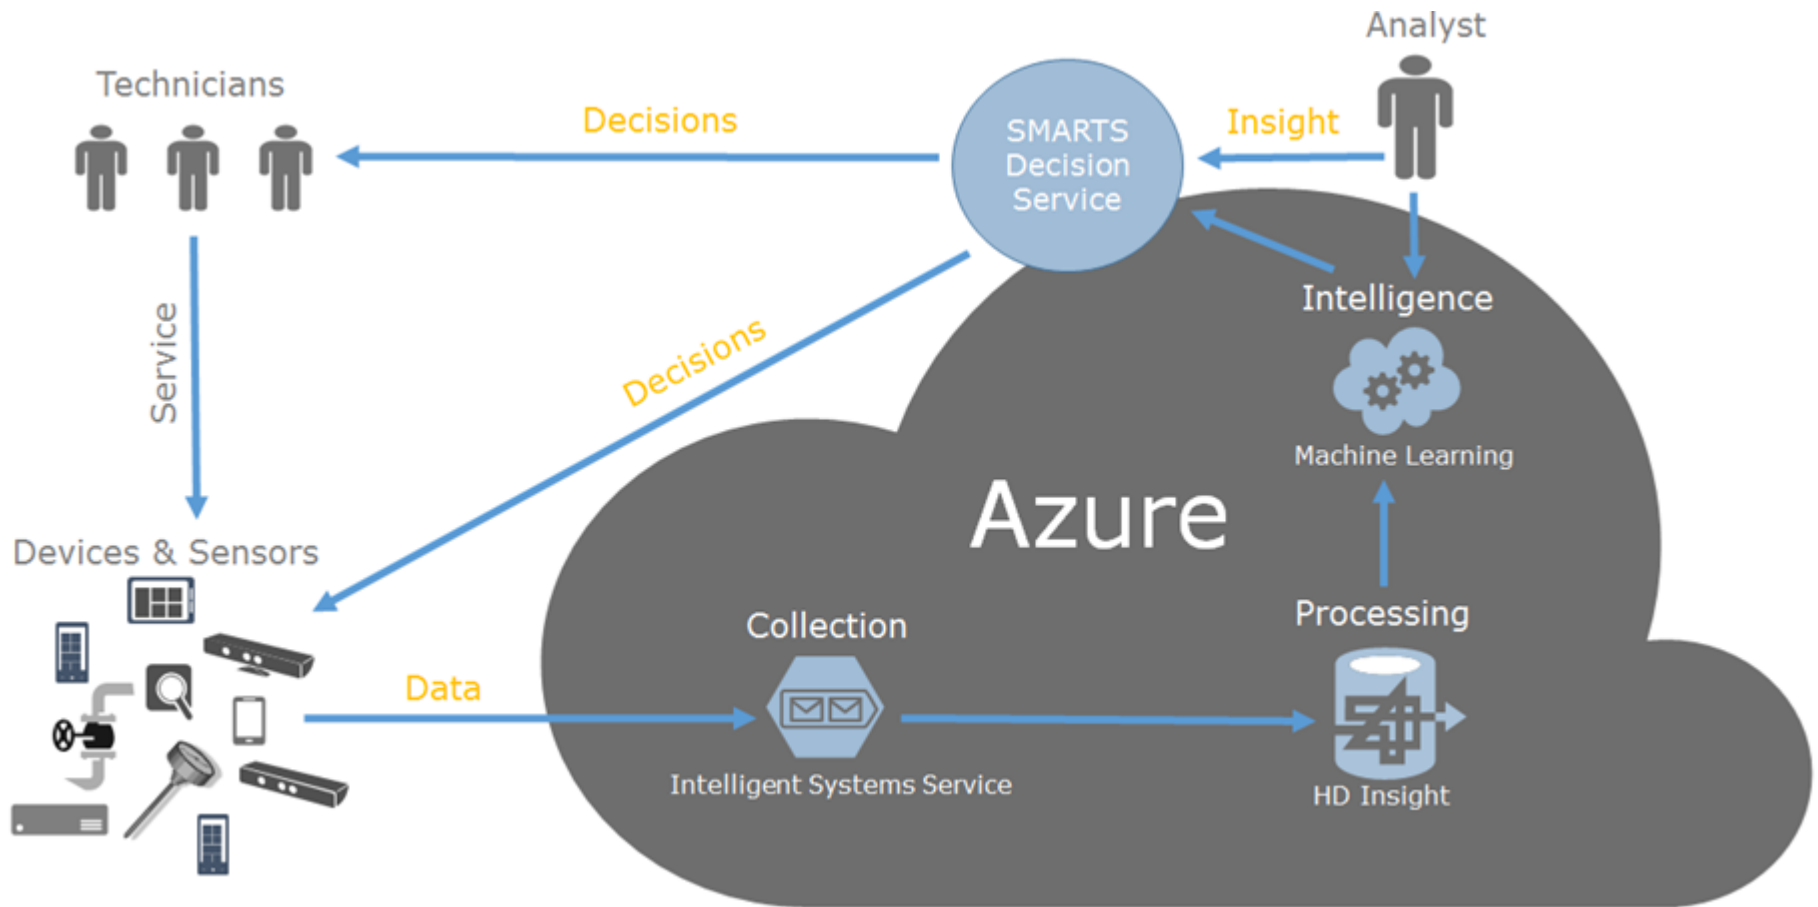 Analyst
Technicians
Decisions
SMARTS
Decision
Service
Insight
Service
Decisions
Intelligence
Machine Learning
Azure
Devices & Sensors
Data
Collection
Intelligent Systems Service
Processing
HD Insight